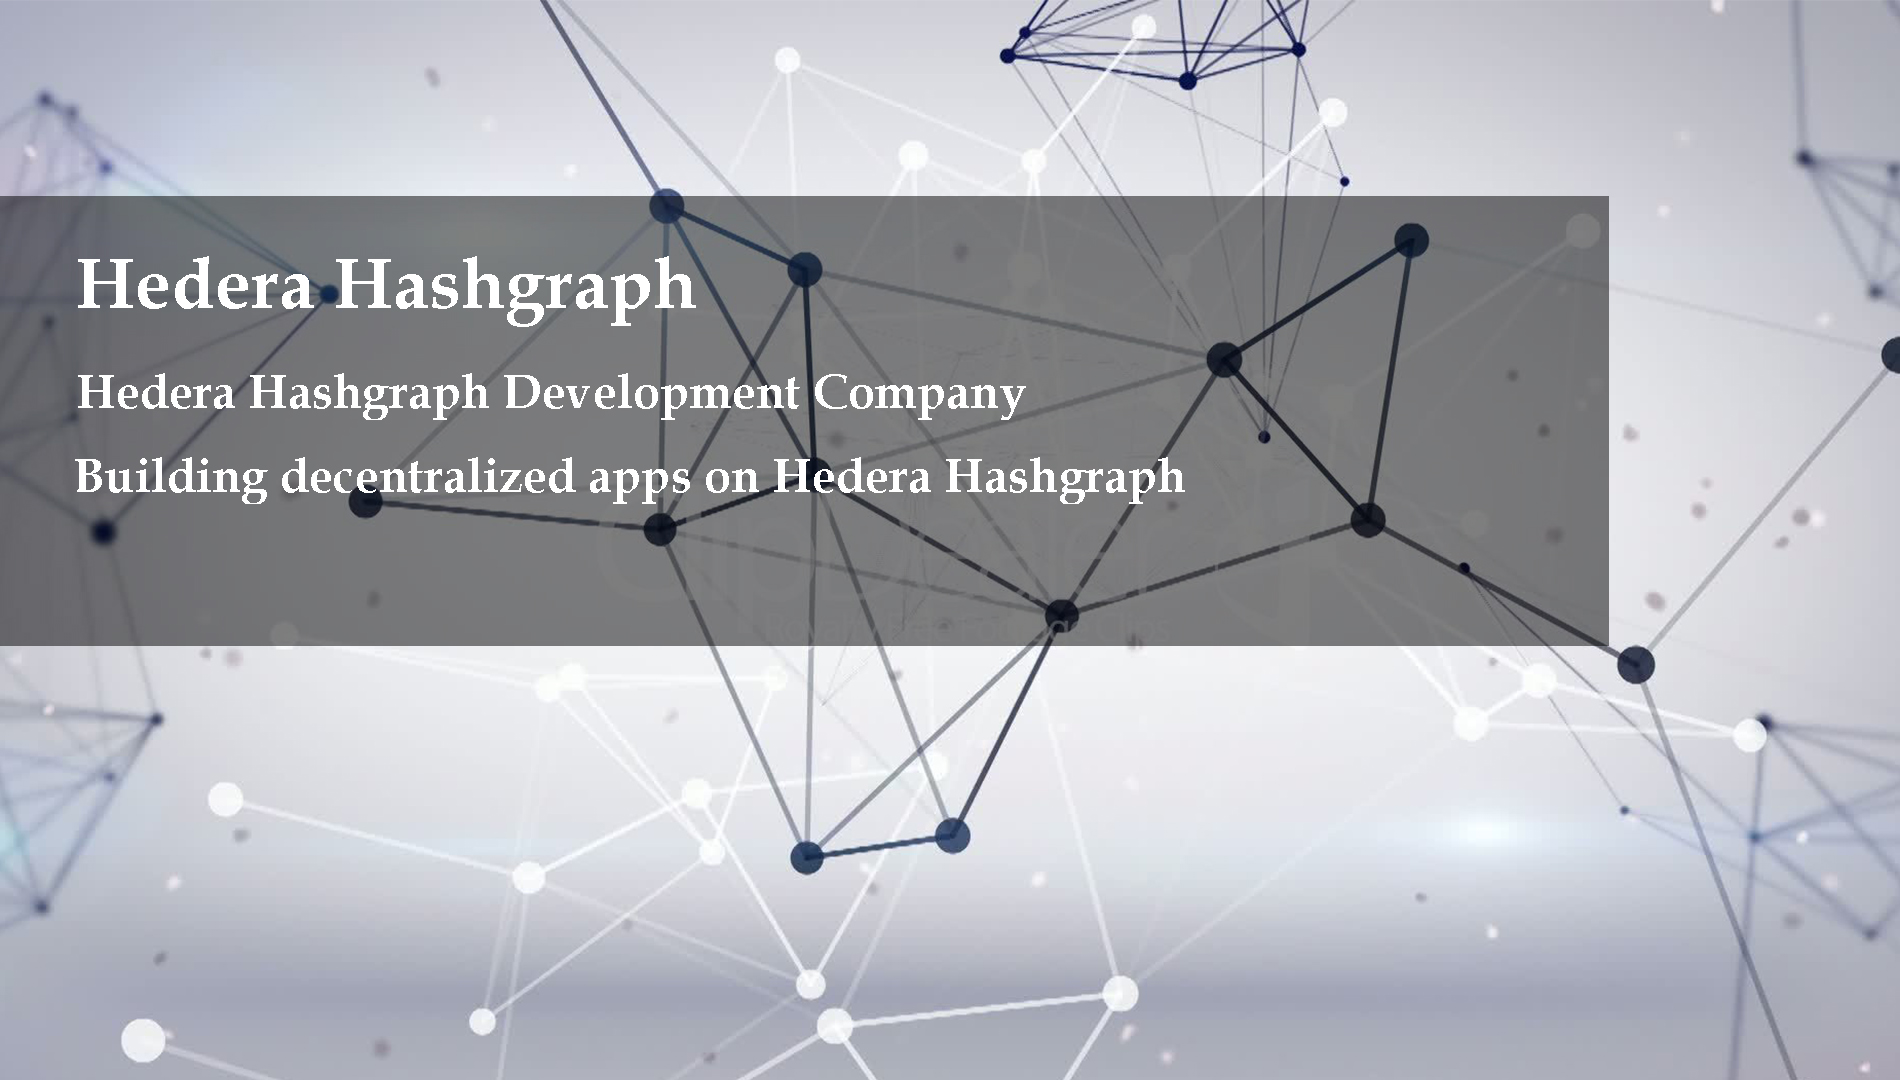 Hedera Hashgraph
Hedera Hashgraph Development Company
Building decentralized apps on Hedera Hashgraph